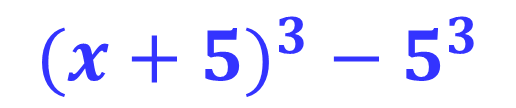 (x + 5)³ − 5³